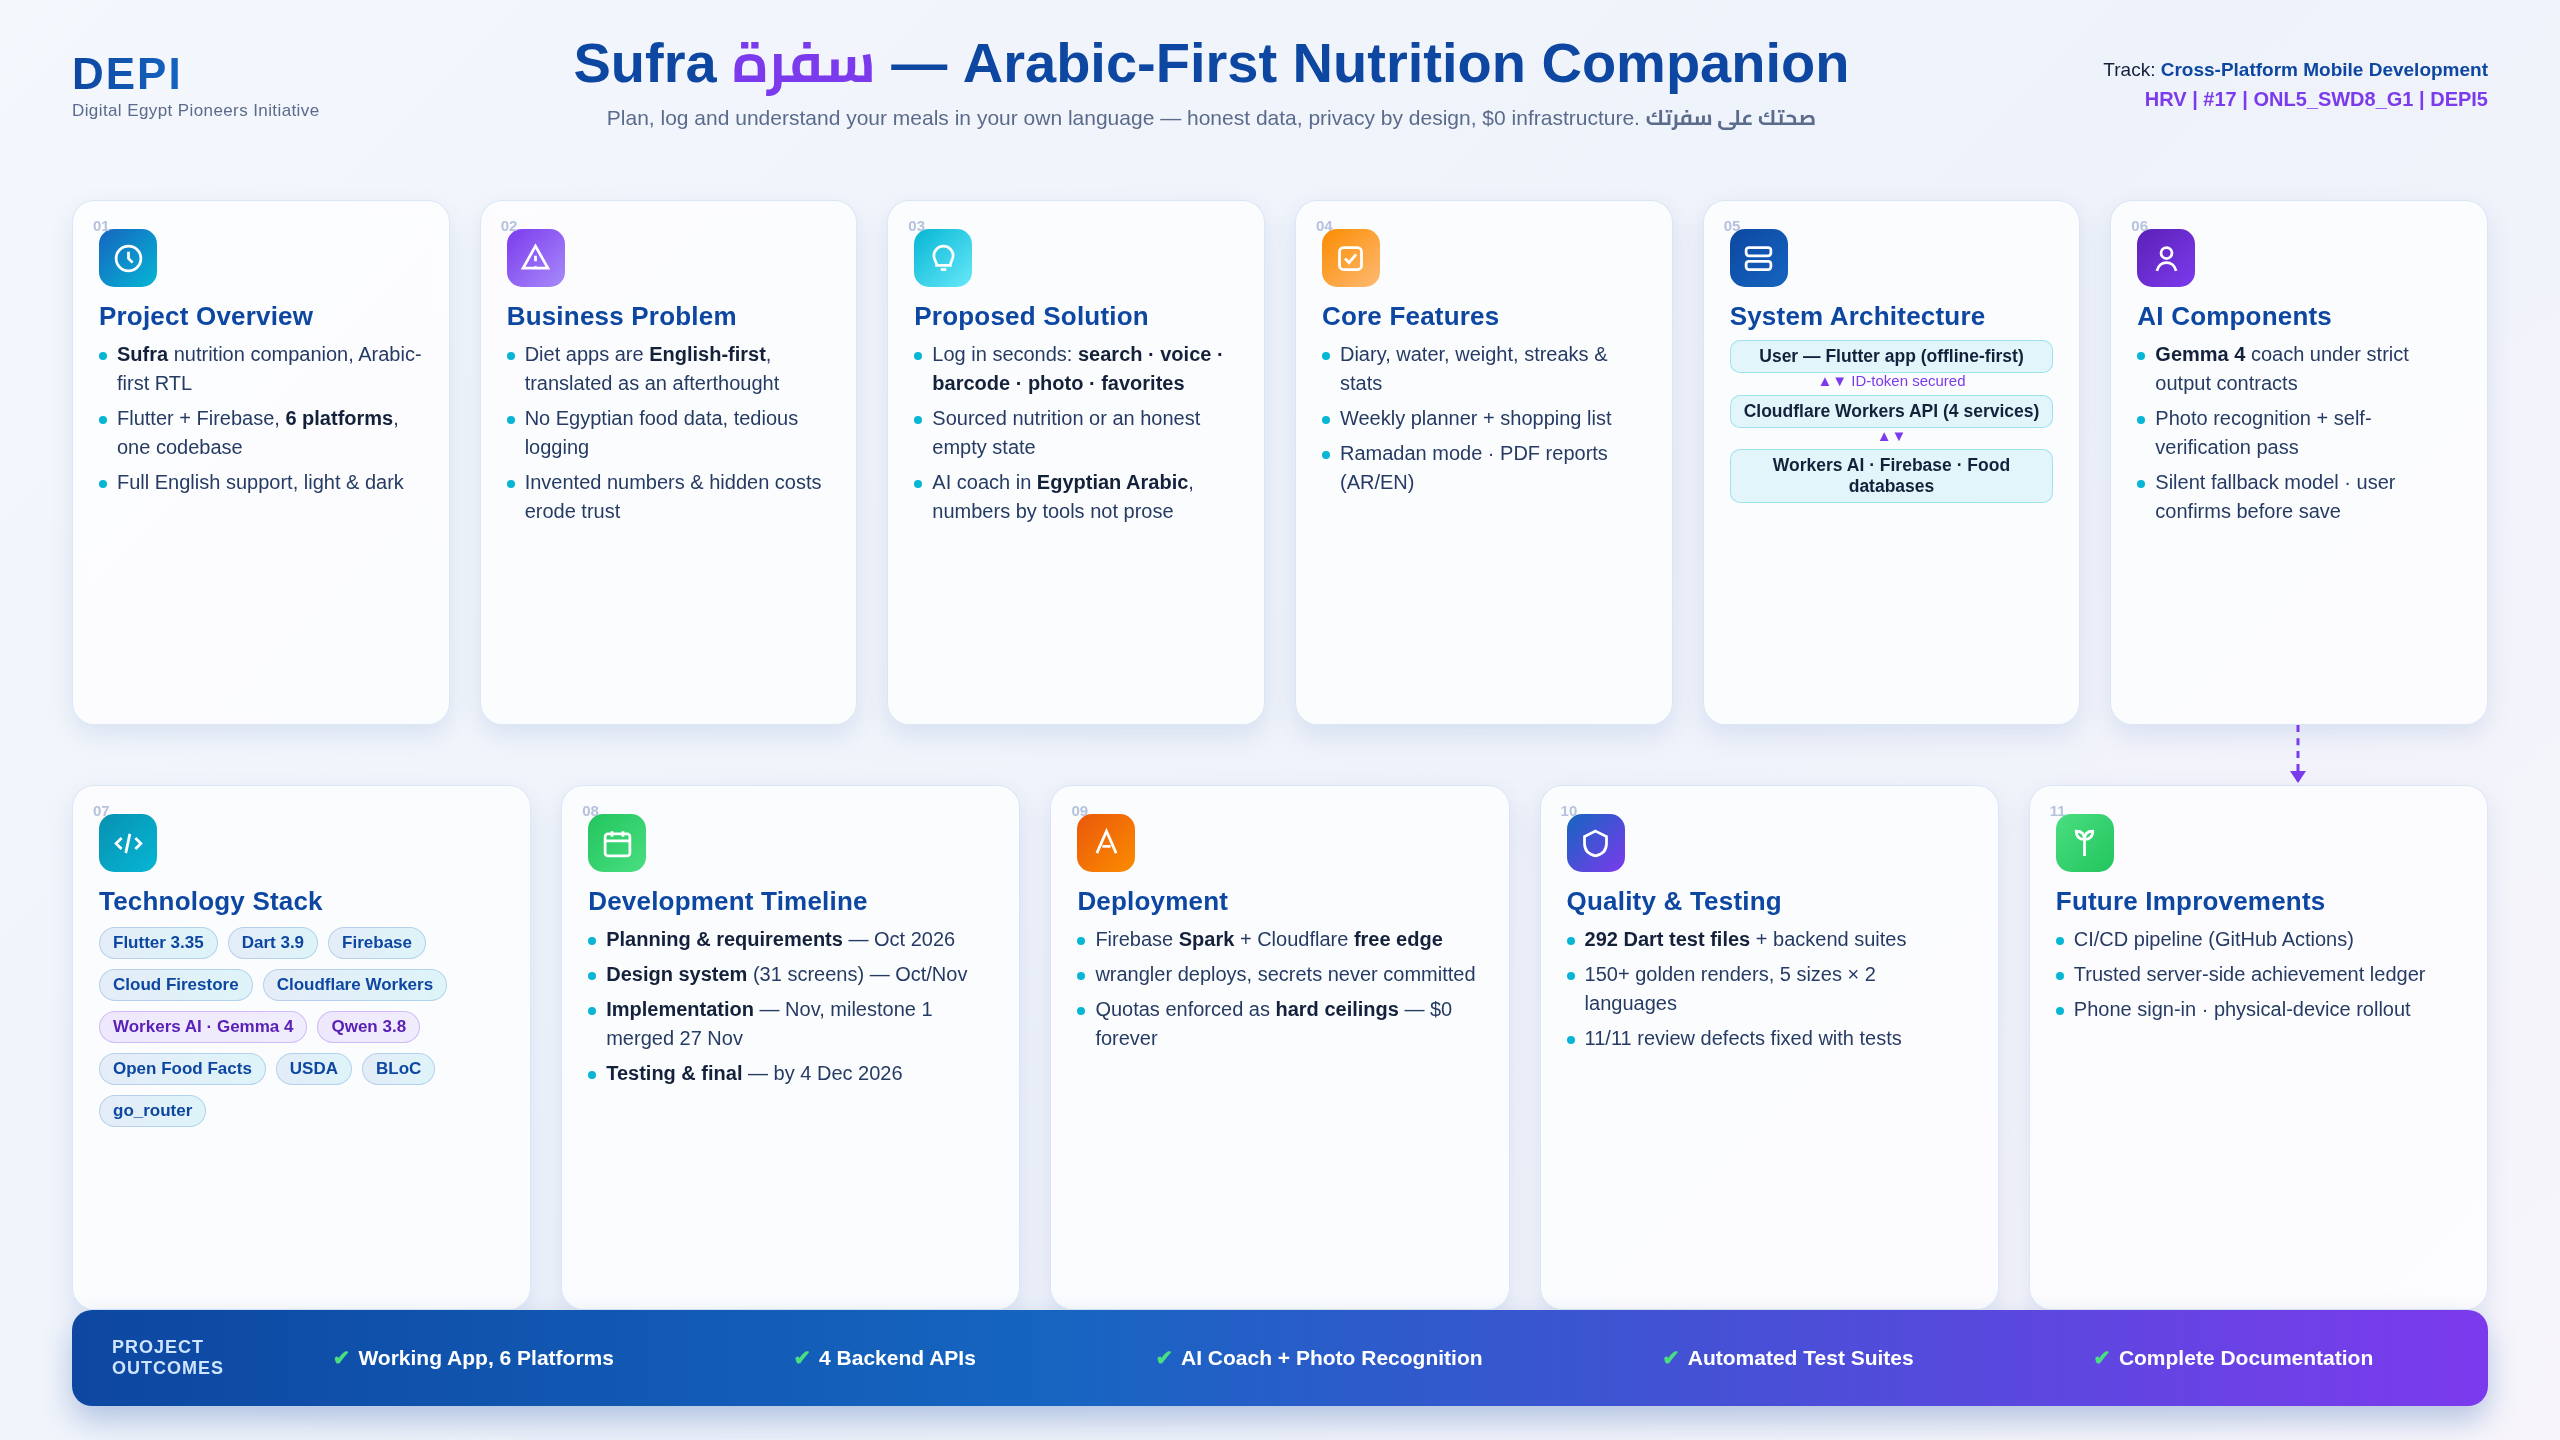 DEPI
Digital Egypt Pioneers Initiative
Sufra سفرة — Arabic-First Nutrition Companion
Plan, log and understand your meals in your own language — honest data, privacy by design, $0 infrastructure. صحتك على سفرتك
Track: Cross-Platform Mobile Development
HRV | #17 | ONL5_SWD8_G1 | DEPI5
01
Project Overview
Sufra nutrition companion, Arabic-
first RTL
Flutter + Firebase, 6 platforms,
one codebase
Full English support, light & dark
02
Business Problem
Diet apps are English-first,
translated as an afterthought
No Egyptian food data, tedious
logging
Invented numbers & hidden costs
erode trust
03
Proposed Solution
Log in seconds: search · voice ·
barcode · photo · favorites
Sourced nutrition or an honest
empty state
AI coach in Egyptian Arabic,
numbers by tools not prose
04
Core Features
Diary, water, weight, streaks &
stats
Weekly planner + shopping list
Ramadan mode · PDF reports
(AR/EN)
05
System Architecture
User — Flutter app (offline-first)
▲▼ ID-token secured
Cloudflare Workers API (4 services)
▲▼
Workers AI · Firebase · Food
databases
06
AI Components
Gemma 4 coach under strict
output contracts
Photo recognition + self-
verification pass
Silent fallback model · user
confirms before save
07
Technology Stack
Flutter 3.35 Dart 3.9 Firebase
Cloud Firestore Cloudflare Workers
Workers AI · Gemma 4 Qwen 3.8
Open Food Facts USDA BLoC
go_router
08
Development Timeline
Planning & requirements — Oct 2026
Design system (31 screens) — Oct/Nov
Implementation — Nov, milestone 1
merged 27 Nov
Testing & final — by 4 Dec 2026
09
Deployment
Firebase Spark + Cloudflare free edge
wrangler deploys, secrets never committed
Quotas enforced as hard ceilings — $0
forever
10
Quality & Testing
292 Dart test files + backend suites
150+ golden renders, 5 sizes × 2
languages
11/11 review defects fixed with tests
11
Future Improvements
CI/CD pipeline (GitHub Actions)
Trusted server-side achievement ledger
Phone sign-in · physical-device rollout
PROJECT
OUTCOMES
✔ Working App, 6 Platforms
✔ 4 Backend APIs
✔ AI Coach + Photo Recognition
✔ Automated Test Suites
✔ Complete Documentation